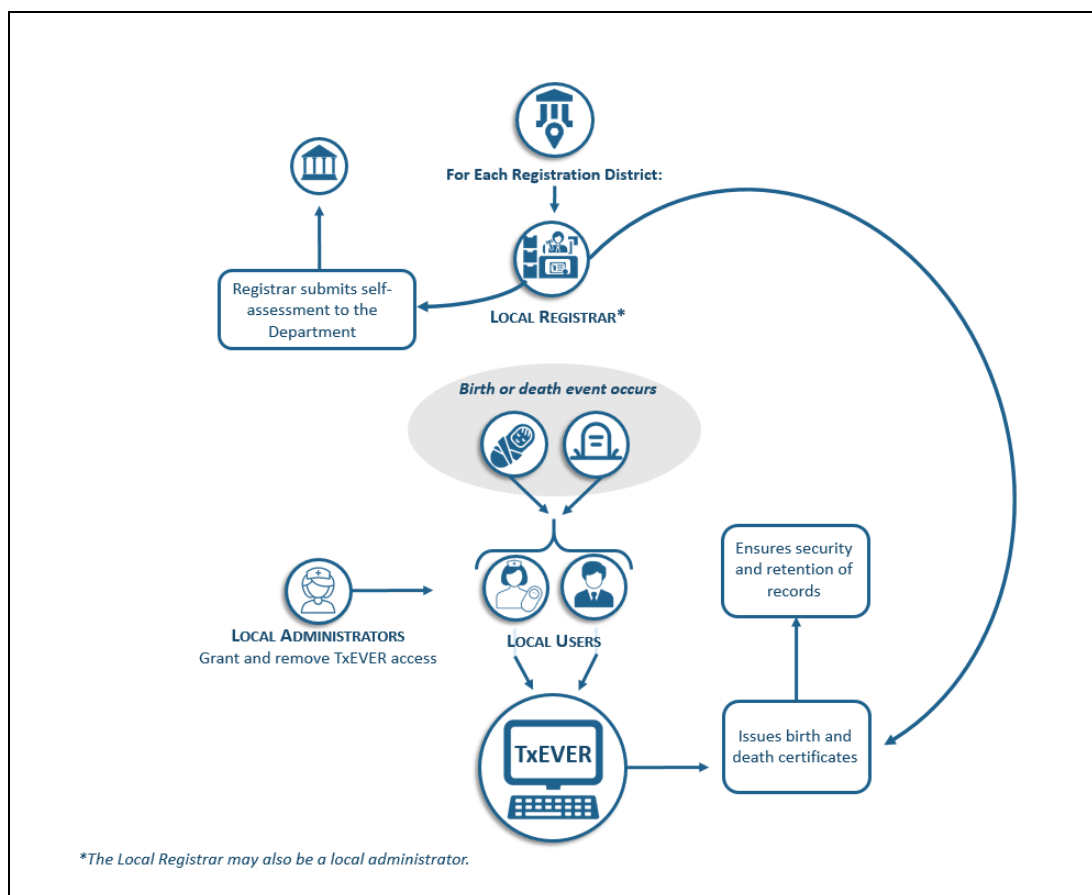 For Each Registration District:
Registrar submits self-
assessment to the
Department
LOCAL REGISTRAR*
Birth or death event occurs
Ensures security
and retention of
records
LOCAL ADMINISTRATORS
Grant and remove TxEVER access
LOCAL USERS
TxEVER
Issues birth and
death certificates
*The Local Registrar may also be a local administrator.